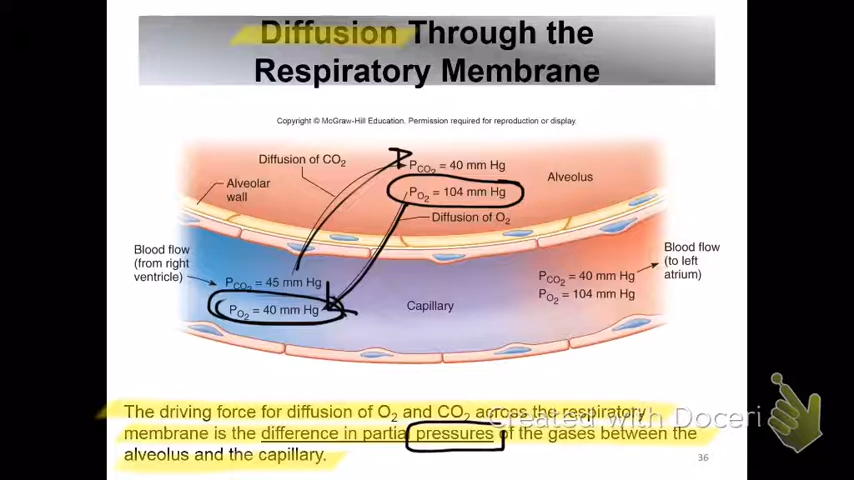 Diffusion Through the
Respiratory Membrane
Copyright © McGraw-Hill Education. Permission required for reproduction or display.
Diffusion of CO2
PCO2 = 40 mm Hg
Alveolar
wall
Alveolus
PO2 = 104 mm Hg
Diffusion of O2
Blood flow
(from right
ventricle)
PCO2 = 45 mm Hg
PO2 = 40 mm Hg
Capillary
PCO2 = 40 mm Hg
PO2 = 104 mm Hg
Blood flow
(to left
atrium)
The driving force for diffusion of O2 and CO2 across the respiratory
membrane is the difference in partial pressures of the gases between the
alveolus and the capillary.
Created with Doceri
36